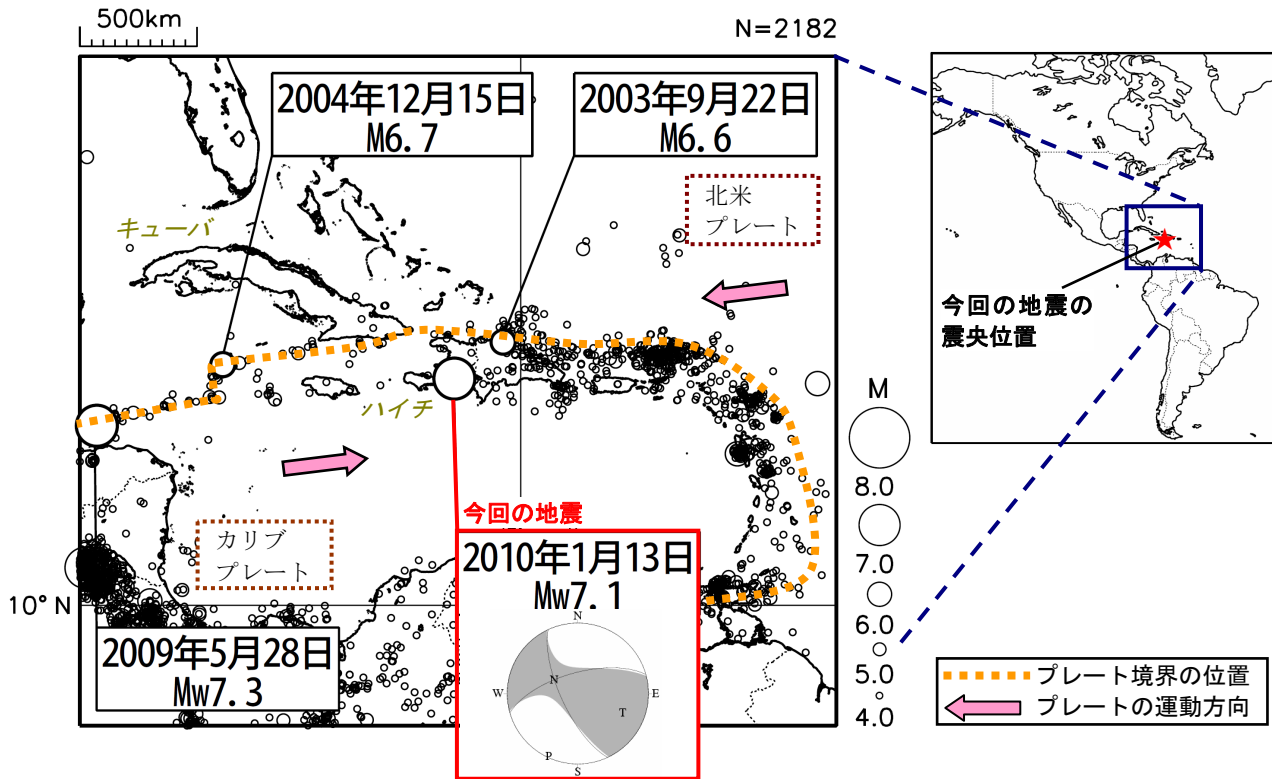 500km
N=2182
2004年12月15日
M6.7
2003年9月22日
M6.6
北米
プレート
キューバ
今回の地震の
震央位置
ハイチ
M
8.0
7.0
6.0
5.0
4.0
カリブ
プレート
今回の地震
2010年1月13日
Mw7.1
N
W
N
E
T
P
S
10°N
2009年5月28日
Mw7.3
プレート境界の位置
プレートの運動方向